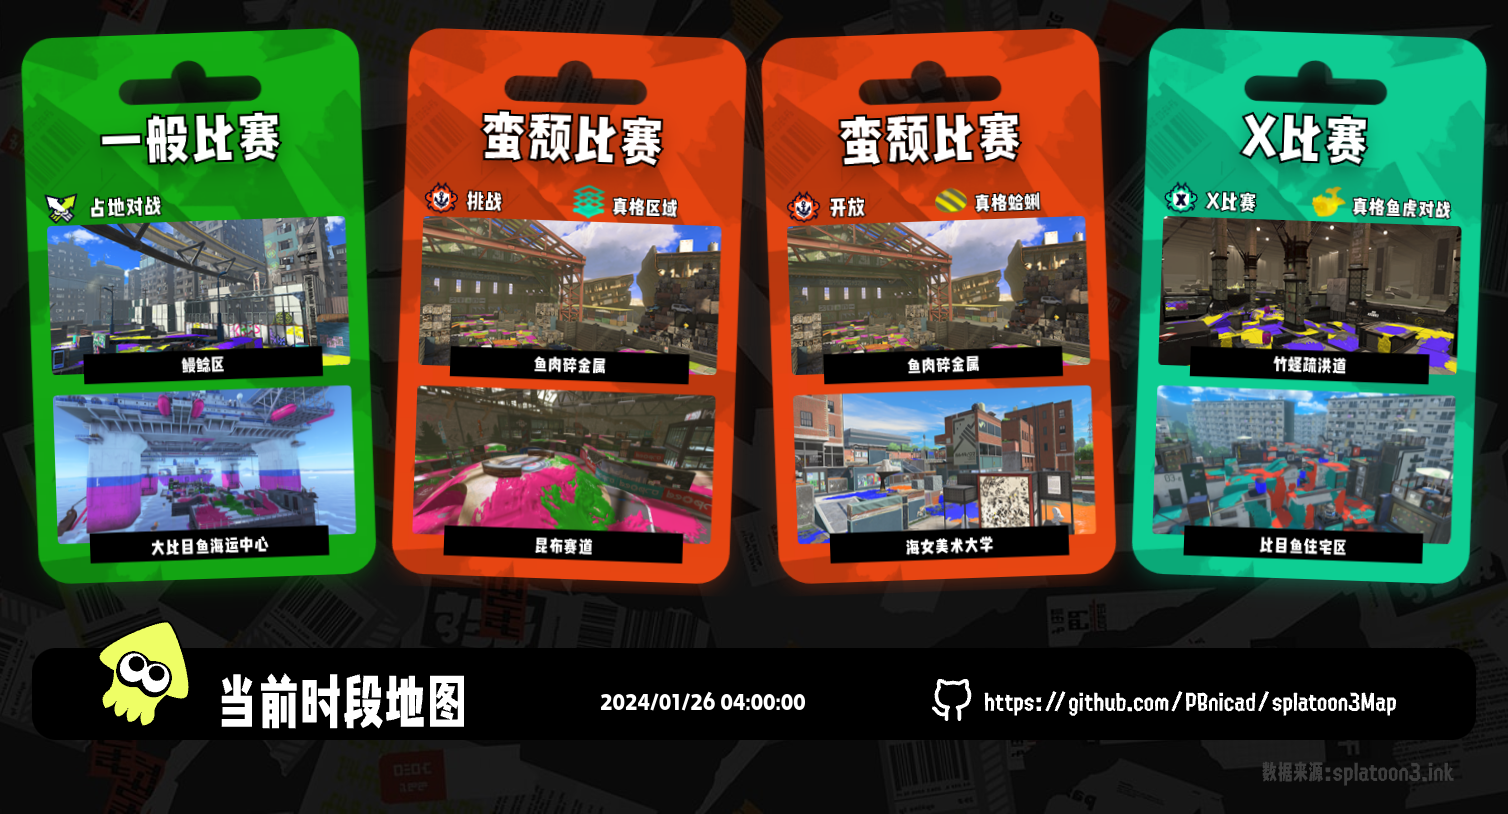 一般比赛
占地对战
鳗鲶区
大比目鱼海运中心
蛮颓比赛
挑战
真格区域
鱼肉碎金属
昆布赛道
蛮颓比赛
开放
真格蛤蜊
鱼肉碎金属
海女美术大学
X比赛
X比赛
真格鱼虎对战
竹蛏疏洪道
比目鱼住宅区
当前时段地图
2024/01/26 04:00:00
https://github.com/PBnicad/splatoon3Map
数据来源:splatoon3.ink